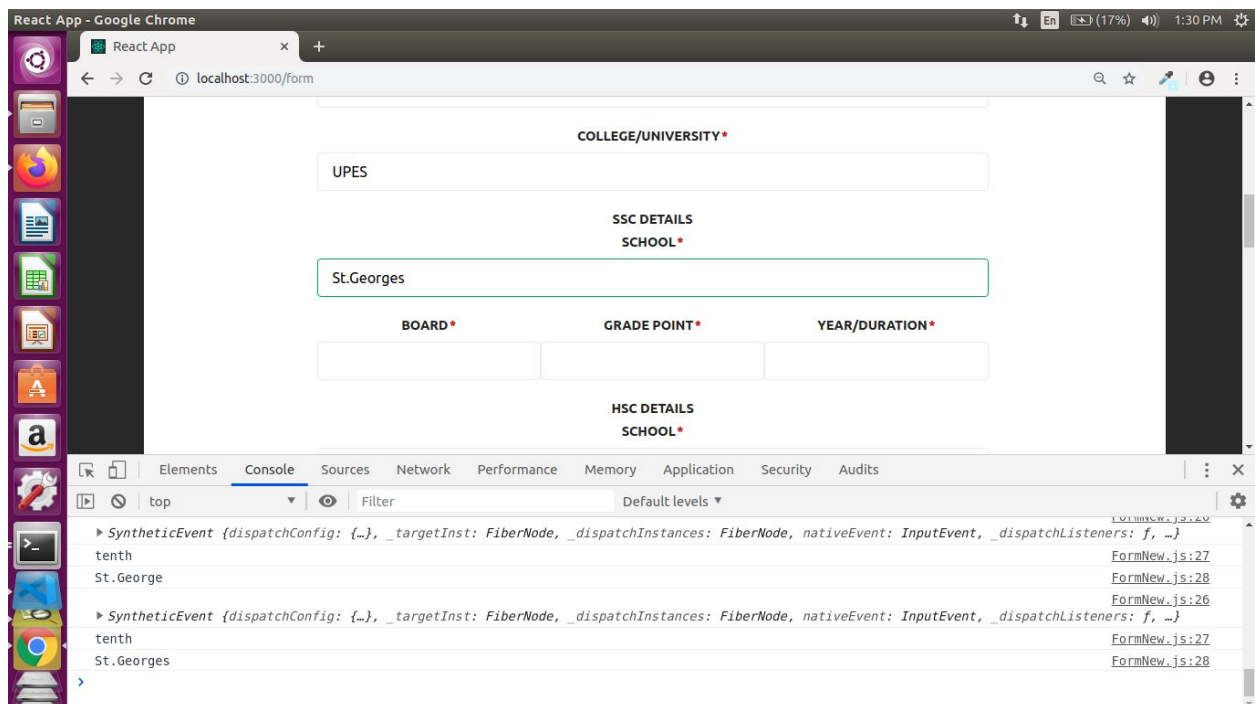 React App - Google Chrome En (17%) 1:30 PM
React App × +
localhost:3000/form
COLLEGE/UNIVERSITY*
UPES
SSC DETAILS
SCHOOL*
St.Georges
BOARD* GRADE POINT* YEAR/DURATION*
HSC DETAILS
SCHOOL*
Elements Console Sources Network Performance Memory Application Security Audits
top Filter Default levels
SyntheticEvent {dispatchConfig: {…}, _targetInst: FiberNode, _dispatchInstances: FiberNode, nativeEvent: InputEvent, _dispatchListeners: ƒ, …}
tenth FormNew.js:27
St.George FormNew.js:28
FormNew.js:26
SyntheticEvent {dispatchConfig: {…}, _targetInst: FiberNode, _dispatchInstances: FiberNode, nativeEvent: InputEvent, _dispatchListeners: ƒ, …}
tenth FormNew.js:27
St.Georges FormNew.js:28